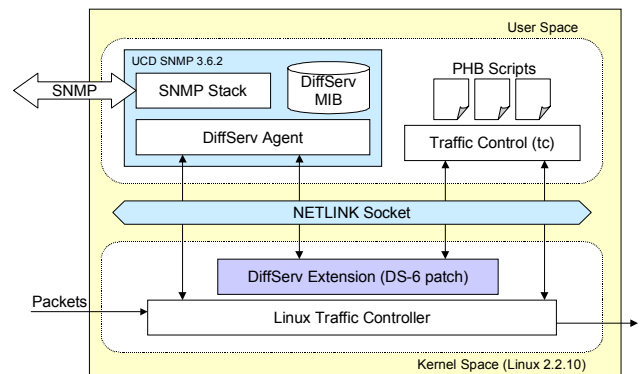 User Space
UCD SNMP 3.6.2
SNMP
SNMP Stack
DiffServ
MIB
PHB Scripts
DiffServ Agent
Traffic Control (tc)
NETLINK Socket
DiffServ Extension (DS-6 patch)
Packets
Linux Traffic Controller
Kernel Space (Linux 2.2.10)